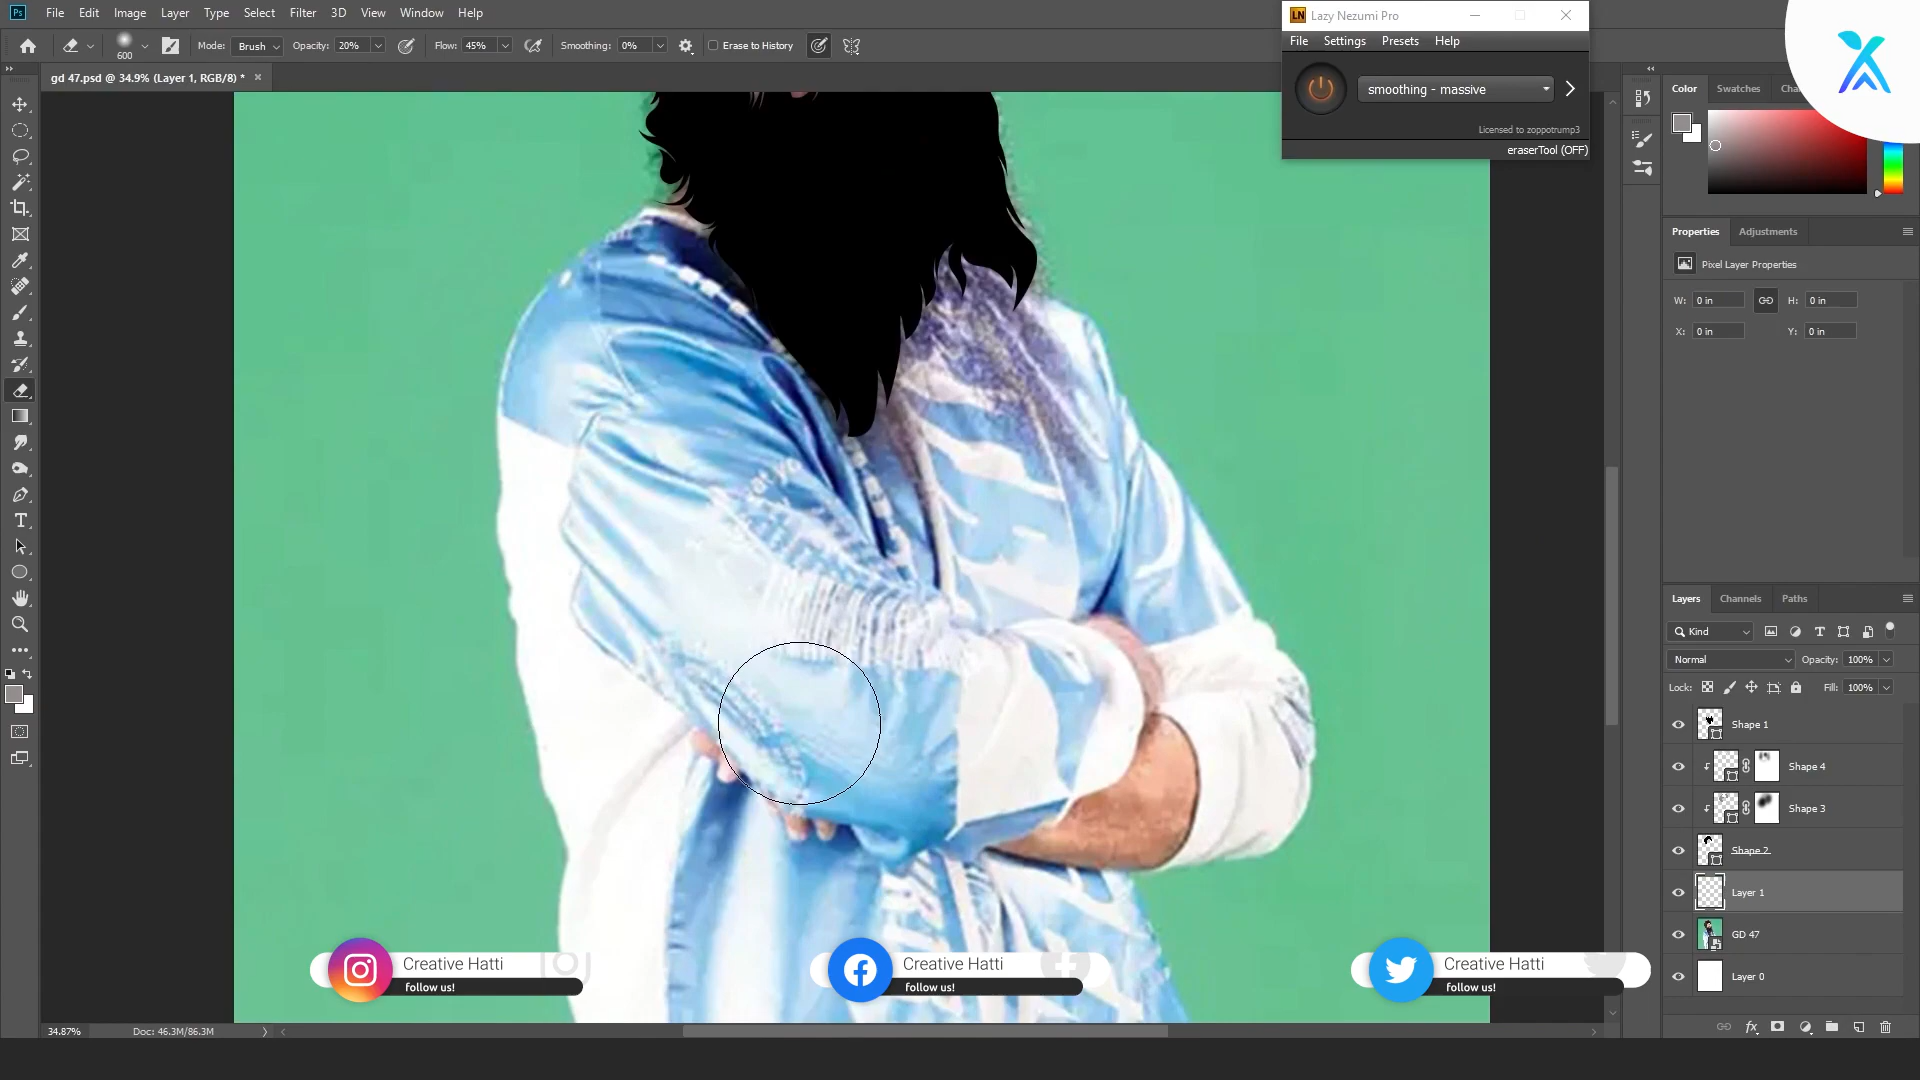 Ps File Edit Image Layer Type Select Filter 3D View Window Help
LN Lazy Nezumi Pro
File Settings Presets Help
600 Mode: Brush Opacity: 20% Flow: 45% Smoothing: 0% Erase to History
gd 47.psd @ 34.9% (Layer 1, RGB/8) *
smoothing - massive
Licensed to zoppotrump3
eraserTool (OFF)
Color Swatches
Properties Adjustments
Pixel Layer Properties
W: 0 in H: 0 in
X: 0 in Y: 0 in
Layers Channels Paths
Kind
Normal Opacity: 100%
Lock: Fill: 100%
Shape 1
Shape 4
Shape 3
Shape 2
Layer 1
GD 47
Layer 0
Creative Hatti
follow us!
Creative Hatti
follow us!
Creative Hatti
follow us!
34.87% Doc: 46.3M/86.3M